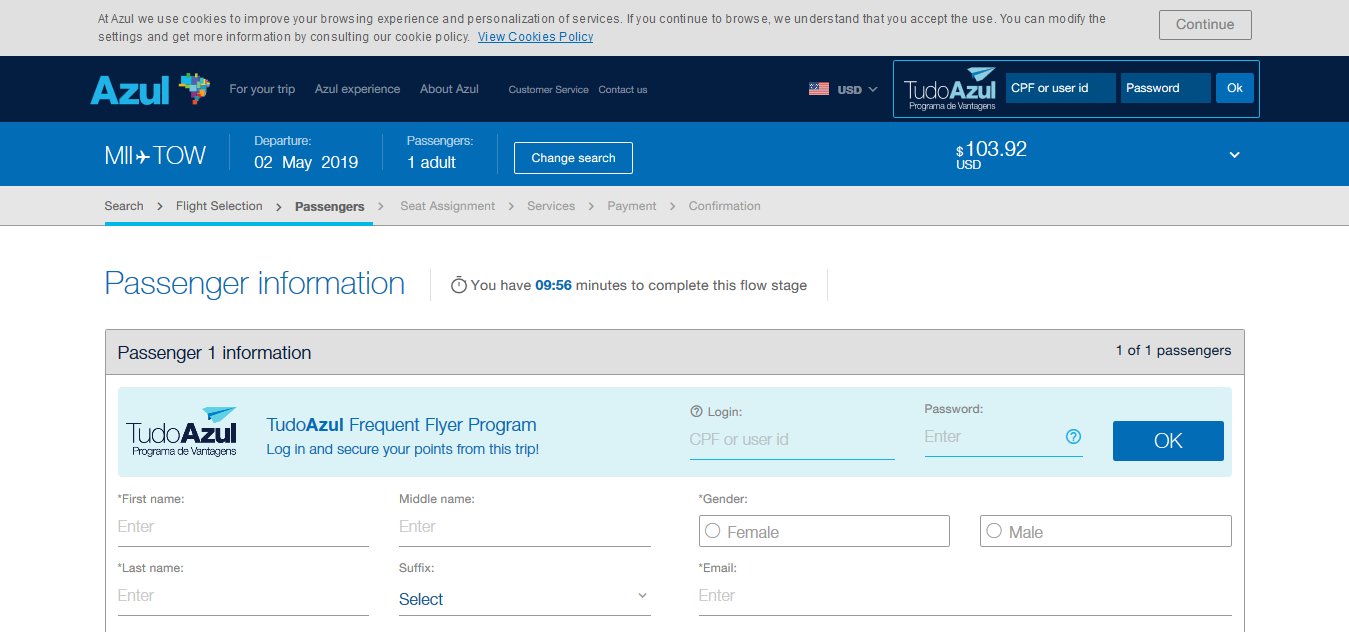 At Azul we use cookies to improve your browsing experience and personalization of services. If you continue to browse, we understand that you accept the use. You can modify the
settings and get more information by consulting our cookie policy. View Cookies Policy
Continue
Azul
For your trip
Azul experience
About Azul
Customer Service
Contact us
USD
TudoAzul
Programa de Vantagens
CPF or user id
Password
Ok
MII TOW
Departure:
02 May 2019
Passengers:
1 adult
Change search
$103.92
USD
Search > Flight Selection > Passengers > Seat Assignment > Services > Payment > Confirmation
Passenger information
You have 09:56 minutes to complete this flow stage
Passenger 1 information
1 of 1 passengers
TudoAzul
Programa de Vantagens
TudoAzul Frequent Flyer Program
Log in and secure your points from this trip!
? Login:
CPF or user id
Password:
Enter
?
OK
*First name:
Enter
Middle name:
Enter
*Gender:
Female
Male
*Last name:
Enter
Suffix:
Select
*Email:
Enter